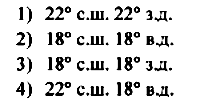 1) 22° с.ш. 22° з.д.
2) 18° с.ш. 18° в.д.
3) 18° с.ш. 18° з.д.
4) 22° с.ш. 18° в.д.